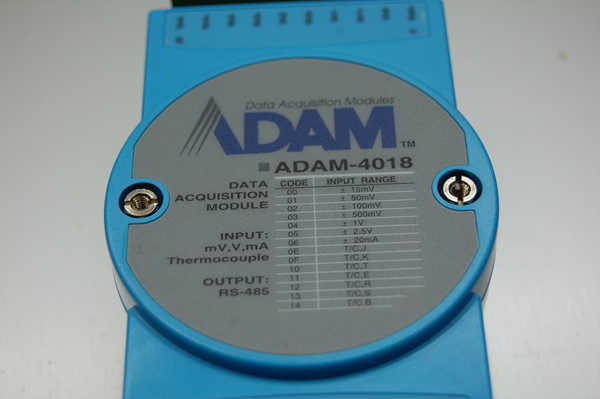 Data Acquisition Modules
ADAM™
ADAM-4018
DATA
ACQUISITION
MODULE
INPUT:
mV,V,mA
Thermocouple
OUTPUT:
RS-485
CODE INPUT RANGE
00 ± 15mV
01 ± 50mV
02 ± 100mV
03 ± 500mV
04 ± 1V
05 ± 2.5V
06 ± 20mA
0E T/C,J
0F T/C,K
10 T/C,T
11 T/C,E
12 T/C,R
13 T/C,S
14 T/C,B